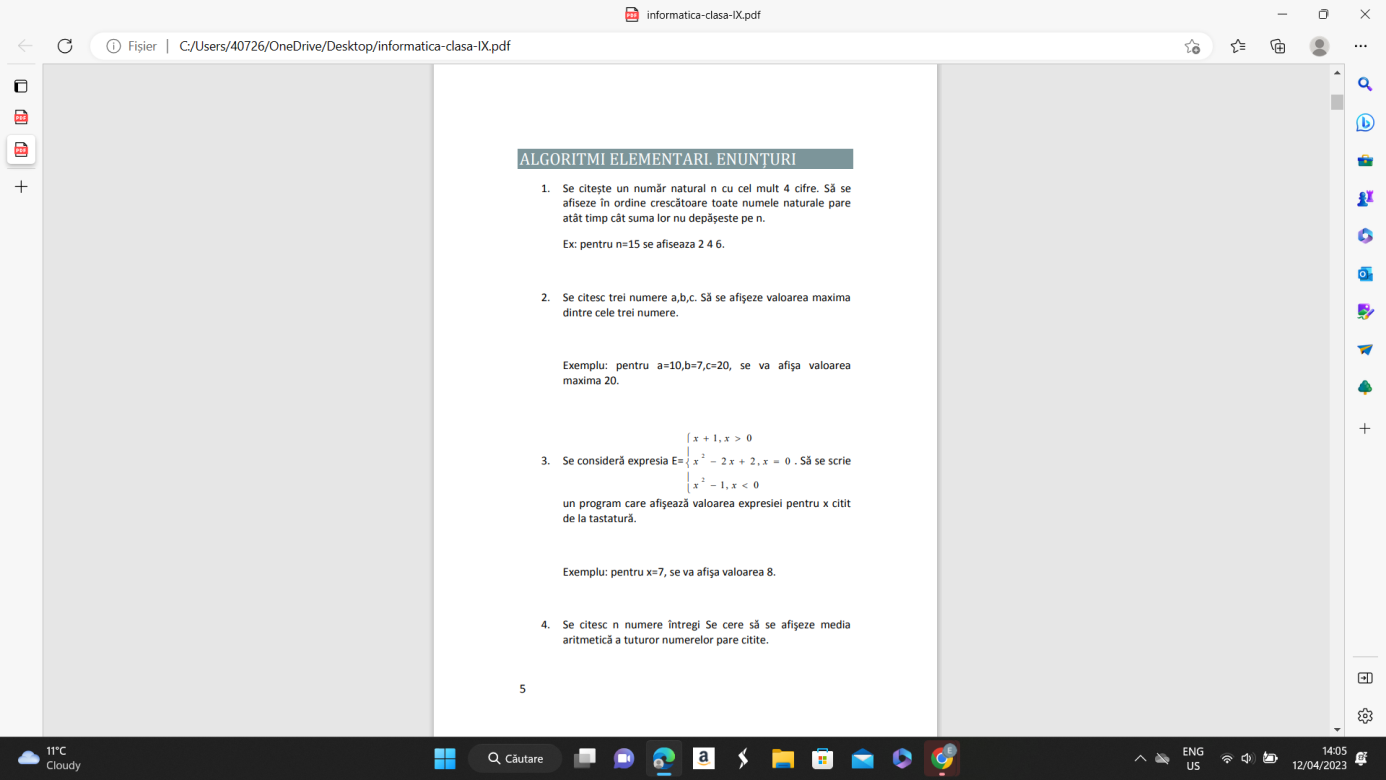 informatica-clasa-IX.pdf
Fișier | C:/Users/40726/OneDrive/Desktop/informatica-clasa-IX.pdf
ALGORITMI ELEMENTARI. ENUNȚURI
1. Se citește un număr natural n cu cel mult 4 cifre. Să se
afiseze în ordine crescătoare toate numele naturale pare
atât timp cât suma lor nu depăşeste pe n.
Ex: pentru n=15 se afiseaza 2 4 6.
2. Se citesc trei numere a,b,c. Să se afişeze valoarea maxima
dintre cele trei numere.
Exemplu: pentru a=10,b=7,c=20, se va afişa valoarea
maxima 20.
x + 1, x > 0
3. Se consideră expresia E={ x² − 2x + 2, x = 0 . Să se scrie
x² − 1, x < 0
un program care afişează valoarea expresiei pentru x citit
de la tastatură.
Exemplu: pentru x=7, se va afişa valoarea 8.
4. Se citesc n numere întregi Se cere să se afişeze media
aritmetică a tuturor numerelor pare citite.
5
11°C
Cloudy
Căutare
ENG
US
14:05
12/04/2023